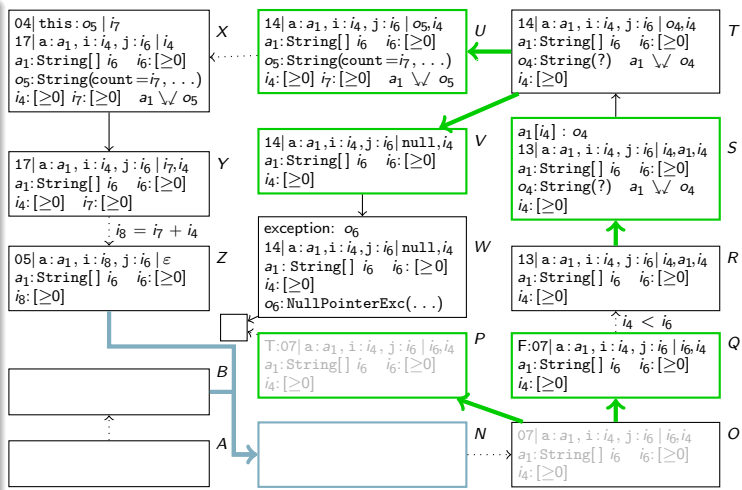 04| this: o5 | i7
17| a: a1, i: i4, j: i6 | i4
a1: String[] i6 i6: [≥0]
o5: String(count=i7, ...)
i4: [≥0] i7: [≥0] a1 ↘↙ o5
X
14| a: a1, i: i4, j: i6 | o5,i4
a1: String[] i6 i6: [≥0]
o5: String(count=i7, ...)
i4: [≥0] i7: [≥0] a1 ↘↙ o5
U
14| a: a1, i: i4, j: i6 | o4,i4
a1: String[] i6 i6: [≥0]
o4: String(?) a1 ↘↙ o4
i4: [≥0]
T
17| a: a1, i: i4, j: i6 | i7,i4
a1: String[] i6 i6: [≥0]
i4: [≥0] i7: [≥0]
Y
14| a: a1, i: i4, j: i6 | null,i4
a1: String[] i6 i6: [≥0]
i4: [≥0]
V
a1[i4] : o4
13| a: a1, i: i4, j: i6 | i4,a1,i4
a1: String[] i6 i6: [≥0]
o4: String(?) a1 ↘↙ o4
i4: [≥0]
S
i8 = i7 + i4
05| a: a1, i: i8, j: i6 | ε
a1: String[] i6 i6: [≥0]
i8: [≥0]
Z
exception: o6
14| a: a1, i: i4, j: i6 | null,i4
a1: String[] i6 i6: [≥0]
i4: [≥0]
o6: NullPointerExc(...)
W
13| a: a1, i: i4, j: i6 | i4,a1,i4
a1: String[] i6 i6: [≥0]
i4: [≥0]
R
i4 < i6
T:07| a: a1, i: i4, j: i6 | i6,i4
a1: String[] i6 i6: [≥0]
i4: [≥0]
P
F:07| a: a1, i: i4, j: i6 | i6,i4
a1: String[] i6 i6: [≥0]
i4: [≥0]
Q
B
A
N
07| a: a1, i: i4, j: i6 | i6,i4
a1: String[] i6 i6: [≥0]
i4: [≥0]
O